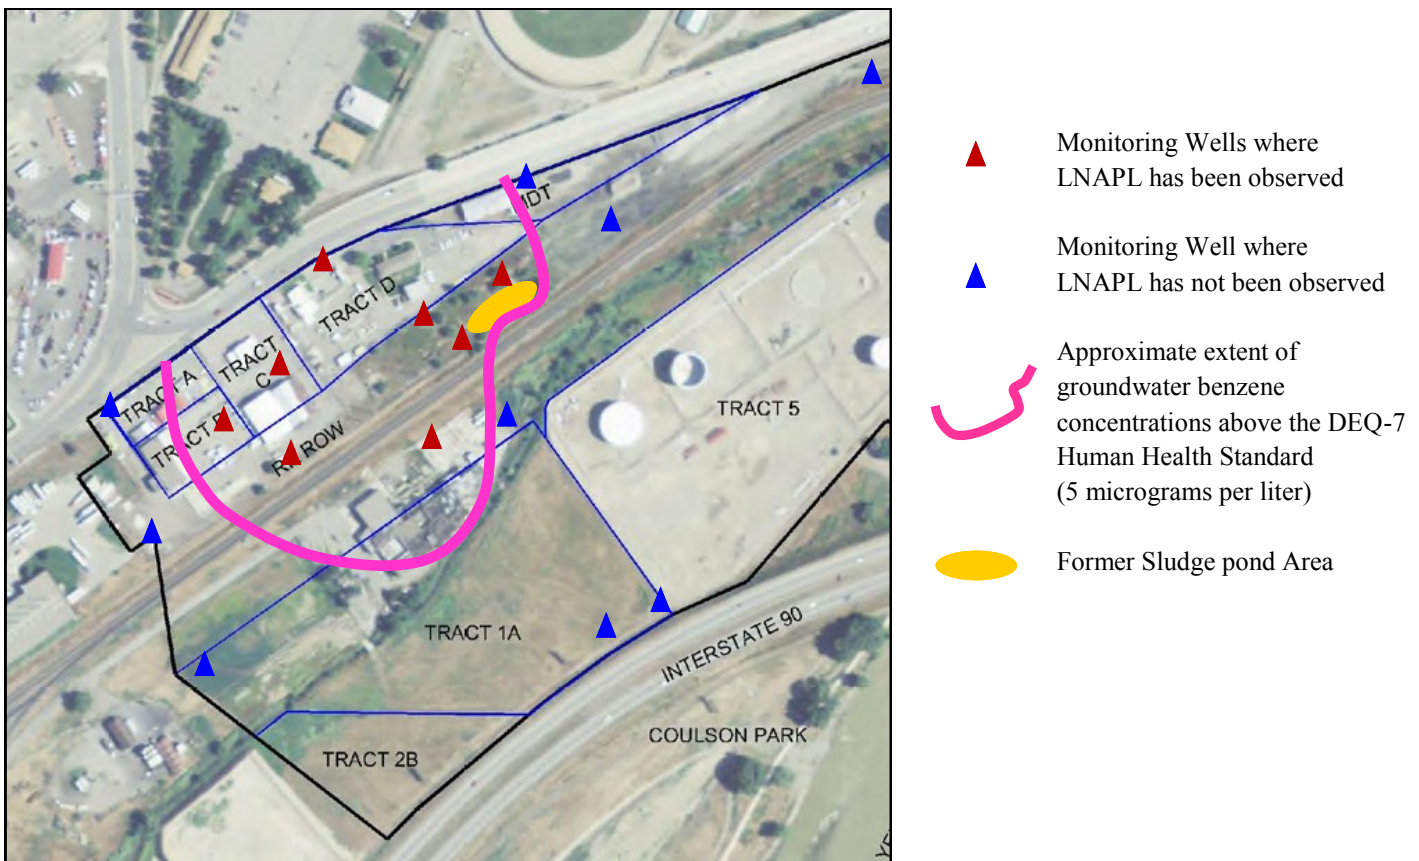 MDT
TRACT D
TRACT
C
TRACT A
TRACT
ROW
TRACT 5
TRACT 1A
INTERSTATE 90
COULSON PARK
TRACT 2B
Monitoring Wells where
LNAPL has been observed
Monitoring Well where
LNAPL has not been observed
Approximate extent of
groundwater benzene
concentrations above the DEQ-7
Human Health Standard
(5 micrograms per liter)
Former Sludge pond Area